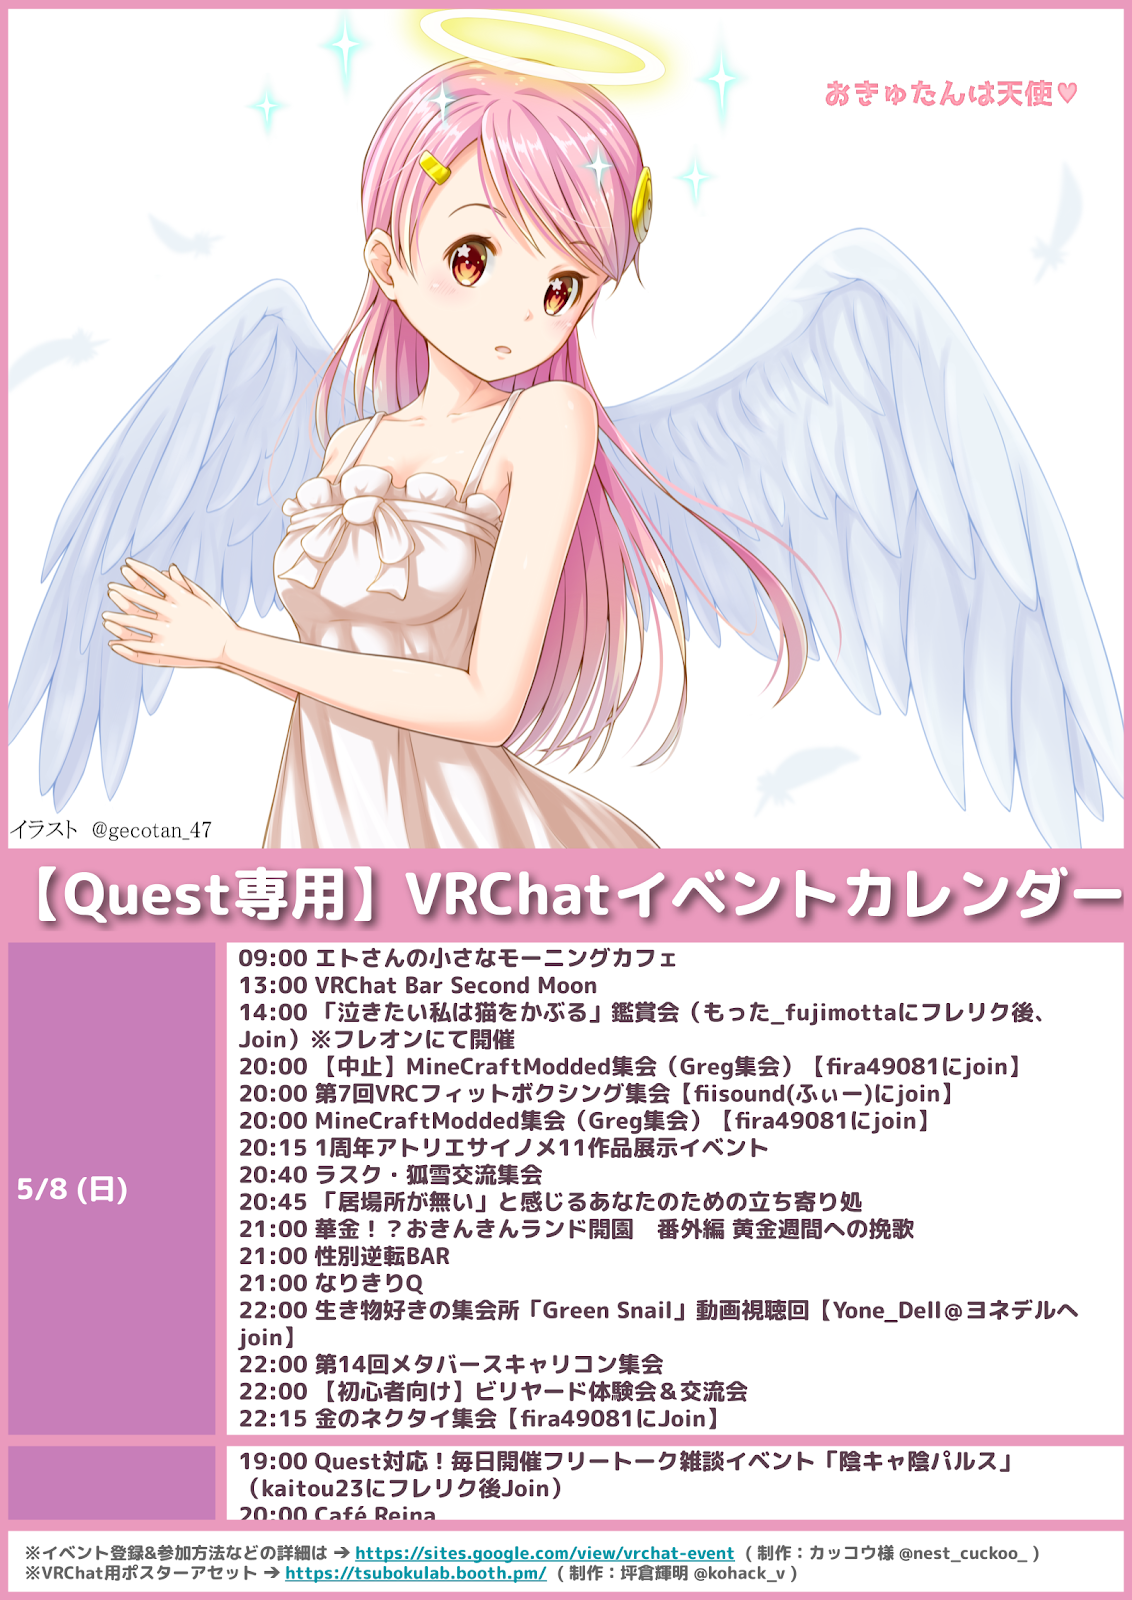 おきゅたんは天使♥
イラスト @gecotan_47
【Quest専用】VRChatイベントカレンダー
5/8 (日)
09:00 エトさんの小さなモーニングカフェ
13:00 VRChat Bar Second Moon
14:00 「泣きたい私は猫をかぶる」鑑賞会（もった_fujimottaにフレリク後、
Join）※フレオンにて開催
20:00 【中止】MineCraftModded集会（Greg集会）【fira49081にjoin】
20:00 第7回VRCフィットボクシング集会【fiisound(ふぃー)にjoin】
20:00 MineCraftModded集会（Greg集会）【fira49081にjoin】
20:15 1周年アトリエサイノメ11作品展示イベント
20:40 ラスク・狐雪交流集会
20:45 「居場所が無い」と感じるあなたのための立ち寄り処
21:00 華金！？おきんきんランド開園　番外編 黄金週間への挽歌
21:00 性別逆転BAR
21:00 なりきりQ
22:00 生き物好きの集会所「Green Snail」動画視聴回【Yone_Dell＠ヨネデルへ
join】
22:00 第14回メタバースキャリコン集会
22:00 【初心者向け】ビリヤード体験会＆交流会
22:15 金のネクタイ集会【fira49081にJoin】
19:00 Quest対応！毎日開催フリートーク雑談イベント「陰キャ陰パルス」
（kaitou23にフレリク後Join）
20:00 Café Reina
※イベント登録&参加方法などの詳細は ➔ https://sites.google.com/view/vrchat-event （ 制作：カッコウ様 @nest_cuckoo_ ）
※VRChat用ポスターアセット ➔ https://tsubokulab.booth.pm/ （ 制作：坪倉輝明 @kohack_v ）